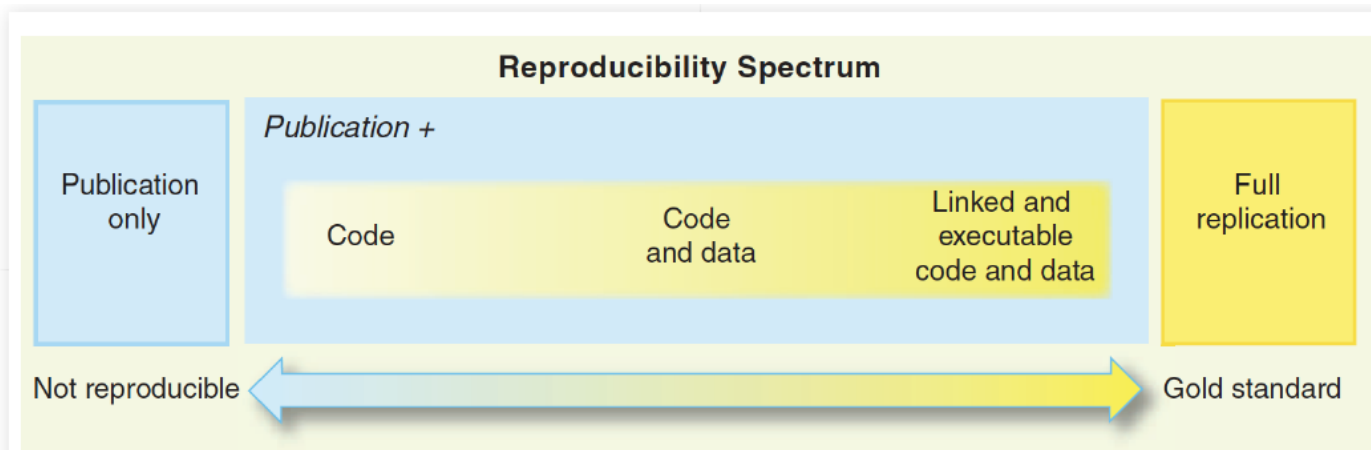 Reproducibility Spectrum
Publication +
Publication
only
Code
Code
and data
Linked and
executable
code and data
Full
replication
Not reproducible
Gold standard